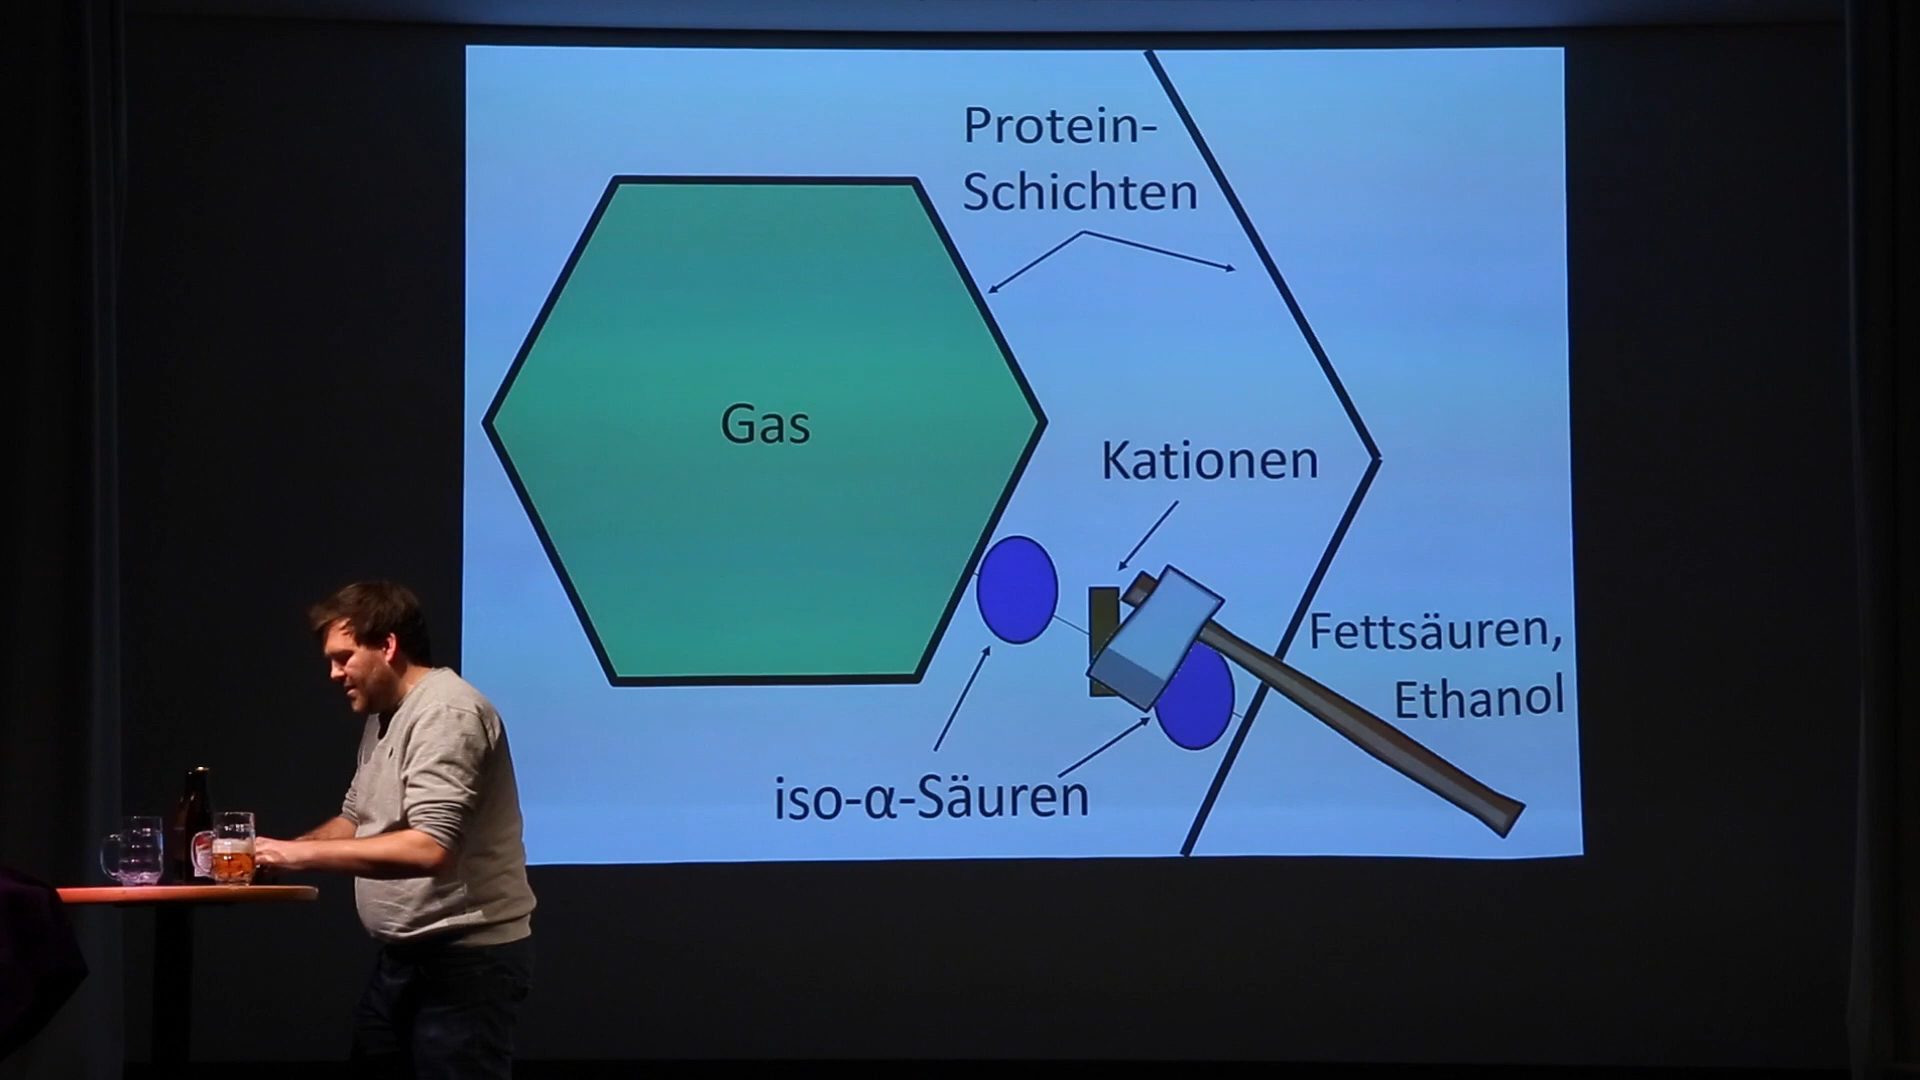 Protein-
Schichten
Gas
Kationen
Fettsäuren,
Ethanol
iso-α-Säuren